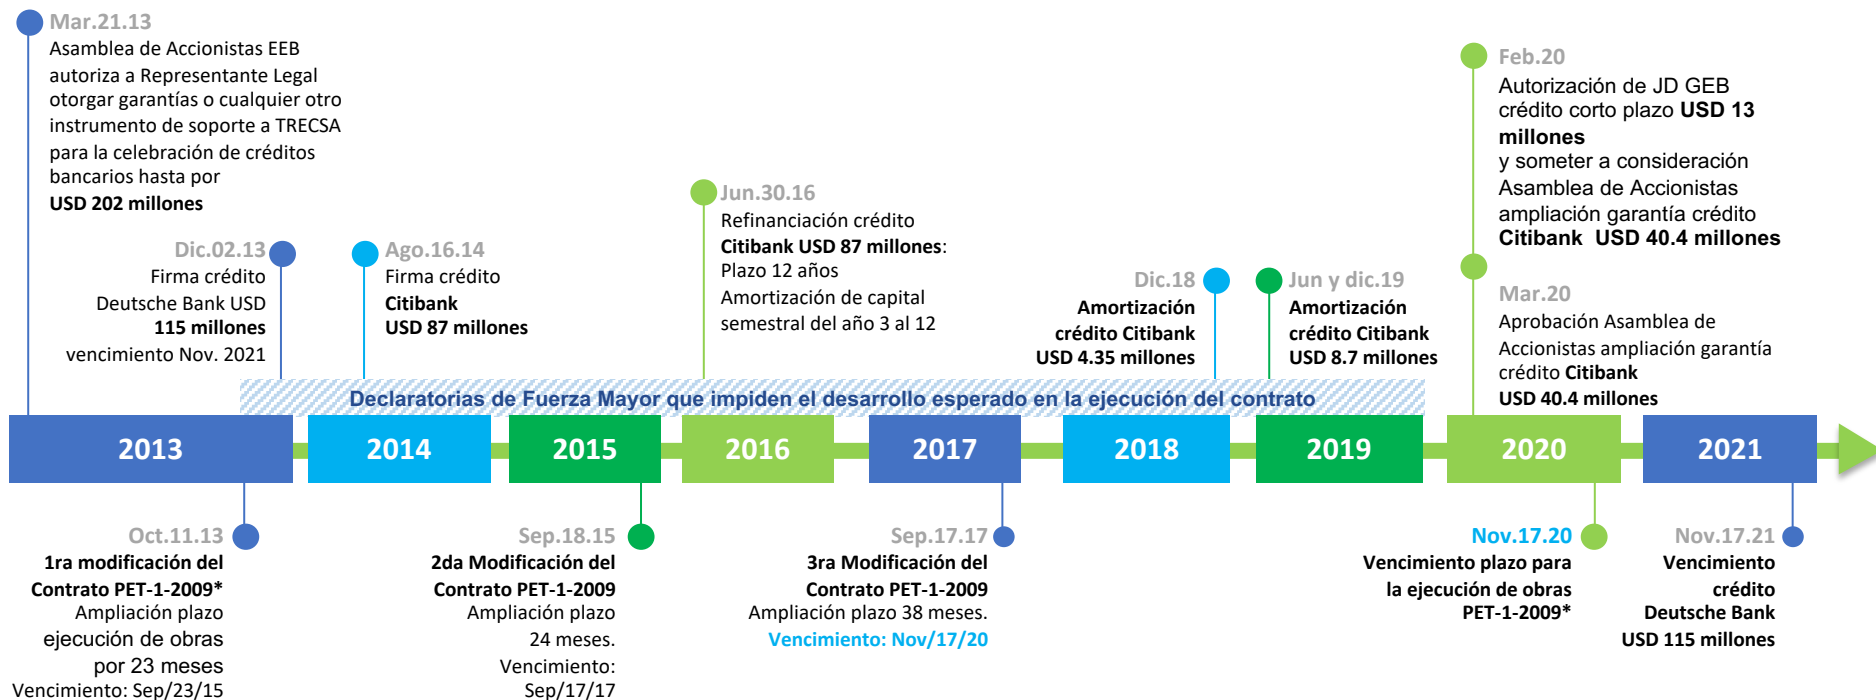 Mar.21.13
Asamblea de Accionistas EEB
autoriza a Representante Legal
otorgar garantías o cualquier otro
instrumento de soporte a TRECSA
para la celebración de créditos
bancarios hasta por
USD 202 millones
Dic.02.13
Firma crédito
Deutsche Bank USD
115 millones
vencimiento Nov. 2021
Ago.16.14
Firma crédito
Citibank
USD 87 millones
Jun.30.16
Refinanciación crédito
Citibank USD 87 millones:
Plazo 12 años
Amortización de capital
semestral del año 3 al 12
Dic.18
Amortización
crédito Citibank
USD 4.35 millones
Jun y dic.19
Amortización
crédito Citibank
USD 8.7 millones
Feb.20
Autorización de JD GEB
crédito corto plazo USD 13
millones
y someter a consideración
Asamblea de Accionistas
ampliación garantía crédito
Citibank USD 40.4 millones
Mar.20
Aprobación Asamblea de
Accionistas ampliación garantía
crédito Citibank
USD 40.4 millones
Declaratorias de Fuerza Mayor que impiden el desarrollo esperado en la ejecución del contrato
2013
2014
2015
2016
2017
2018
2019
2020
2021
Oct.11.13
1ra modificación del
Contrato PET-1-2009*
Ampliación plazo
ejecución de obras
por 23 meses
Vencimiento: Sep/23/15
Sep.18.15
2da Modificación del
Contrato PET-1-2009
Ampliación plazo
24 meses.
Vencimiento:
Sep/17/17
Sep.17.17
3ra Modificación del
Contrato PET-1-2009
Ampliación plazo 38 meses.
Vencimiento: Nov/17/20
Nov.17.20
Vencimiento plazo para
la ejecución de obras
PET-1-2009*
Nov.17.21
Vencimiento
crédito
Deutsche Bank
USD 115 millones